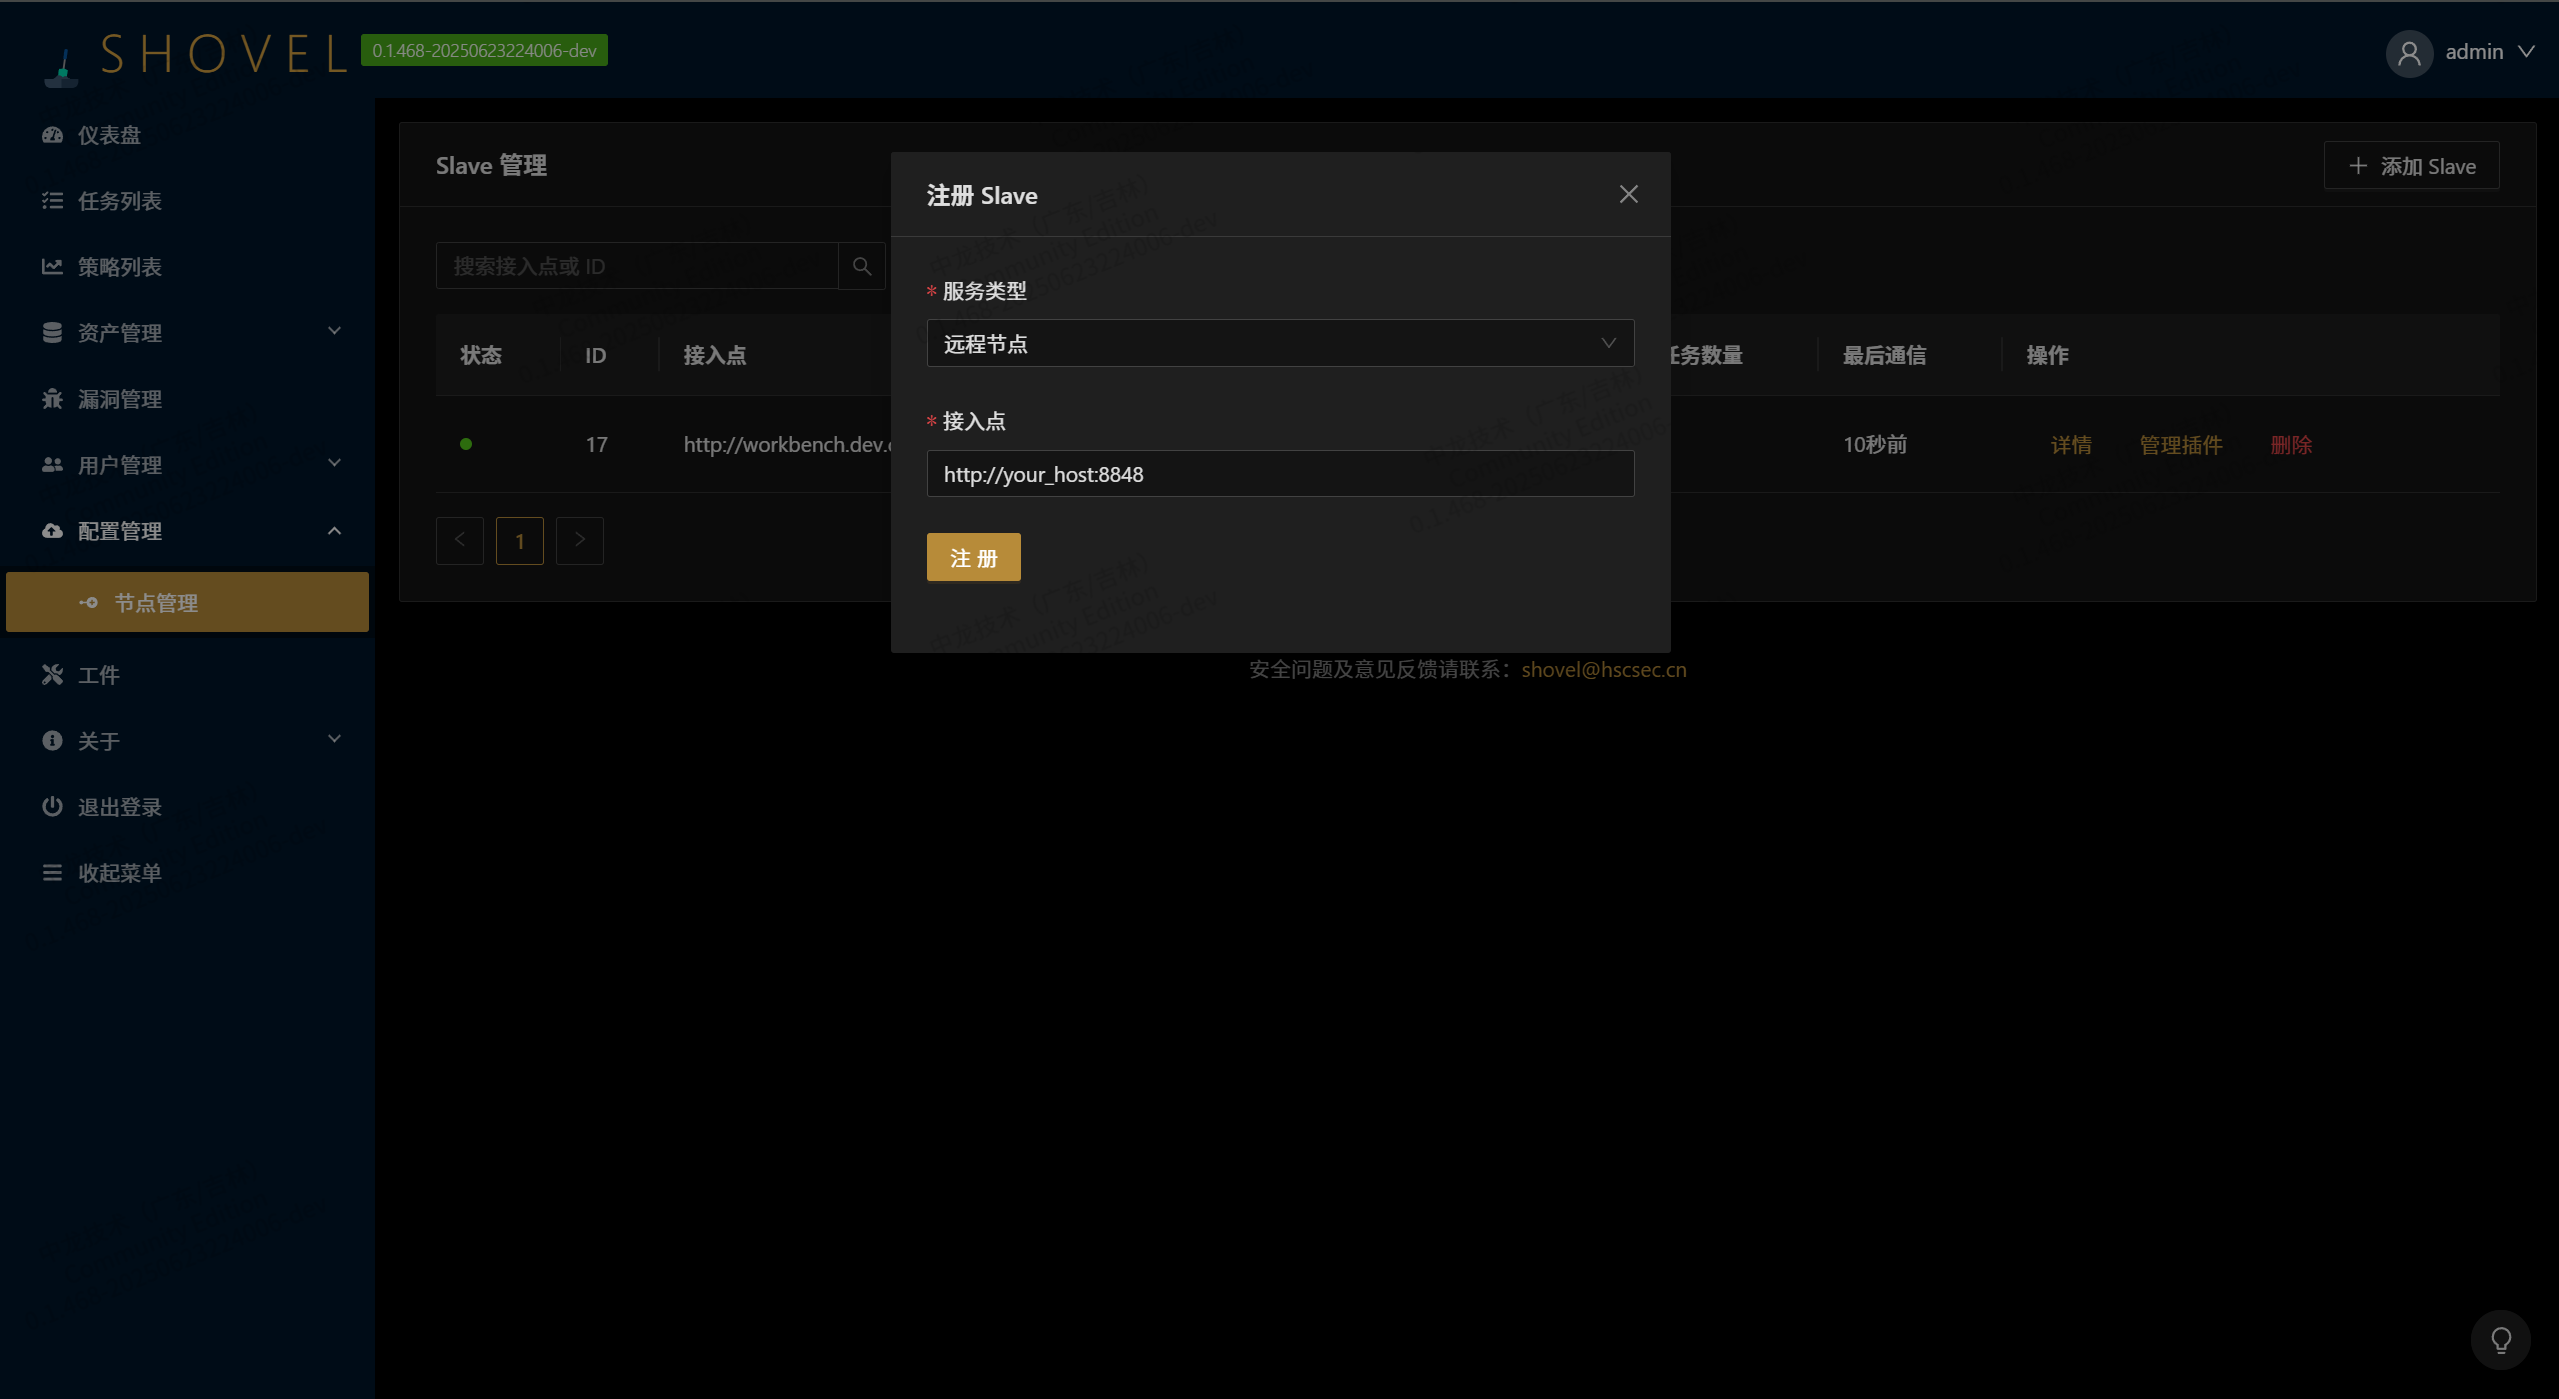 SHOVEL
0.1.468-20250623224006-dev
admin
仪表盘
任务列表
策略列表
资产管理
漏洞管理
用户管理
配置管理
节点管理
工件
关于
退出登录
收起菜单
Slave 管理
添加 Slave
搜索接入点或 ID
状态
ID
接入点
任务数量
最后通信
操作
17
http://workbench.dev.
10秒前
详情
管理插件
删除
1
注册 Slave
* 服务类型
远程节点
* 接入点
http://your_host:8848
注 册
安全问题及意见反馈请联系：shovel@hscsec.cn